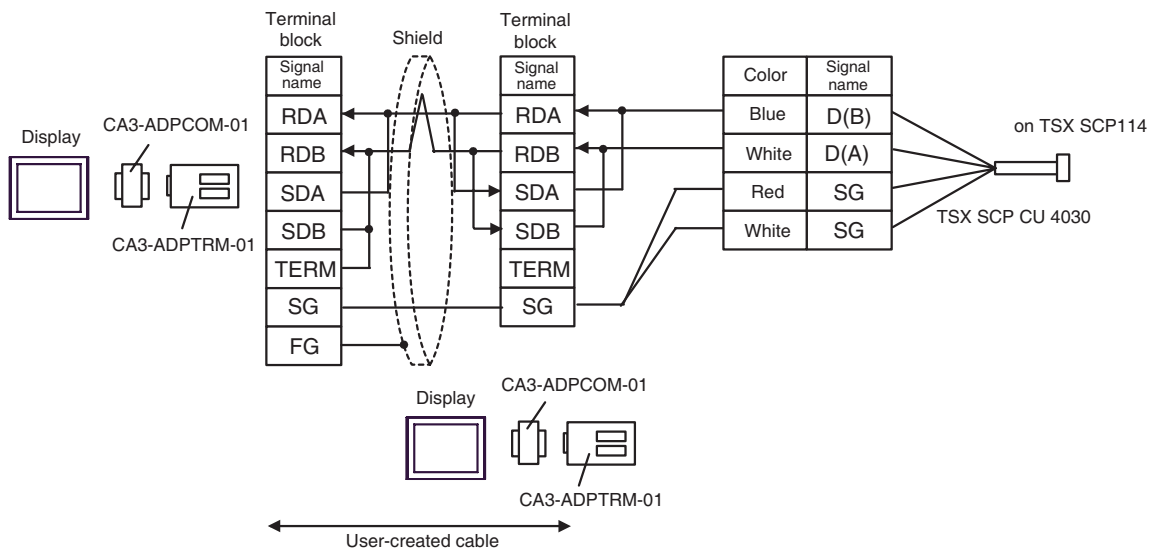 Terminal
block
Shield
Terminal
block
Signal
name
RDA
RDB
SDA
SDB
TERM
SG
FG
Signal
name
RDA
RDB
SDA
SDB
TERM
SG
Color
Signal
name
Blue
D(B)
White
D(A)
Red
SG
White
SG
on TSX SCP114
TSX SCP CU 4030
Display
CA3-ADPCOM-01
CA3-ADPTRM-01
Display
CA3-ADPCOM-01
CA3-ADPTRM-01
User-created cable